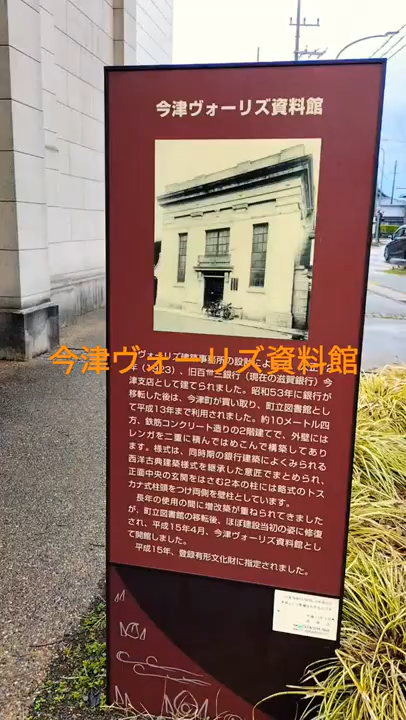 今津ヴォーリズ資料館
今津ヴォーリズ資料館
ヴォーリズ建築事務所の設計によ
年（1923）、旧百三十三銀行（現在の滋賀銀行）今
津支店として建てられました。昭和53年に銀行が
移転した後は、今津町が買い取り、町立図書館とし
て平成13年まで利用されました。約10メートル四
方、鉄筋コンクリート造りの2階建てで、外壁には
レンガを二重に積んではめこんで構築してあり
ます。様式は、同時期の銀行建築によくみられる
西洋古典建築様式を継承した意匠でまとめられ、
正面中央の玄関をはさむ2本の柱には略式のトス
カナ式柱頭をつけ両側を壁柱としています。
長年の使用の間に増改築が重ねられてきました
が、町立図書館の移転後、ほぼ建設当初の姿に修復
され、平成15年4月、今津ヴォーリズ資料館とし
て開館しました。
平成15年、登録有形文化財に指定されました。